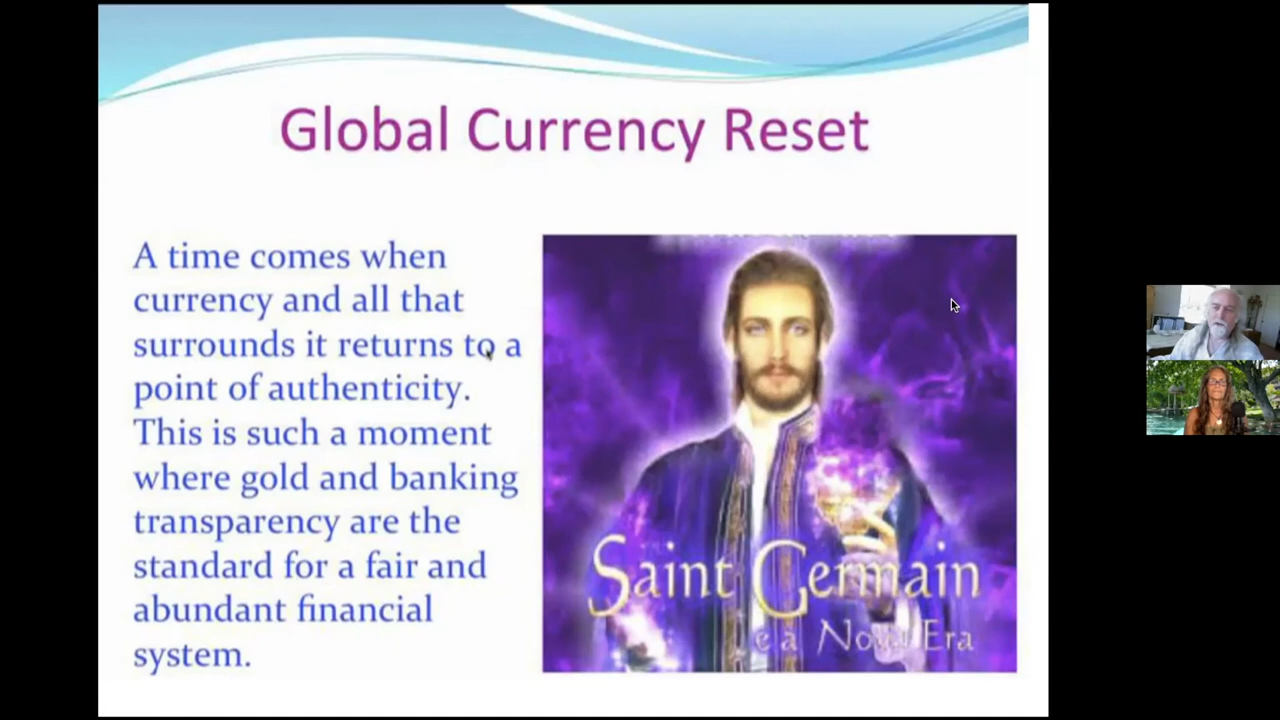 Global Currency Reset
A time comes when
currency and all that
surrounds it returns to a
point of authenticity.
This is such a moment
where gold and banking
transparency are the
standard for a fair and
abundant financial
system.
Saint Germain
e a Nova Era